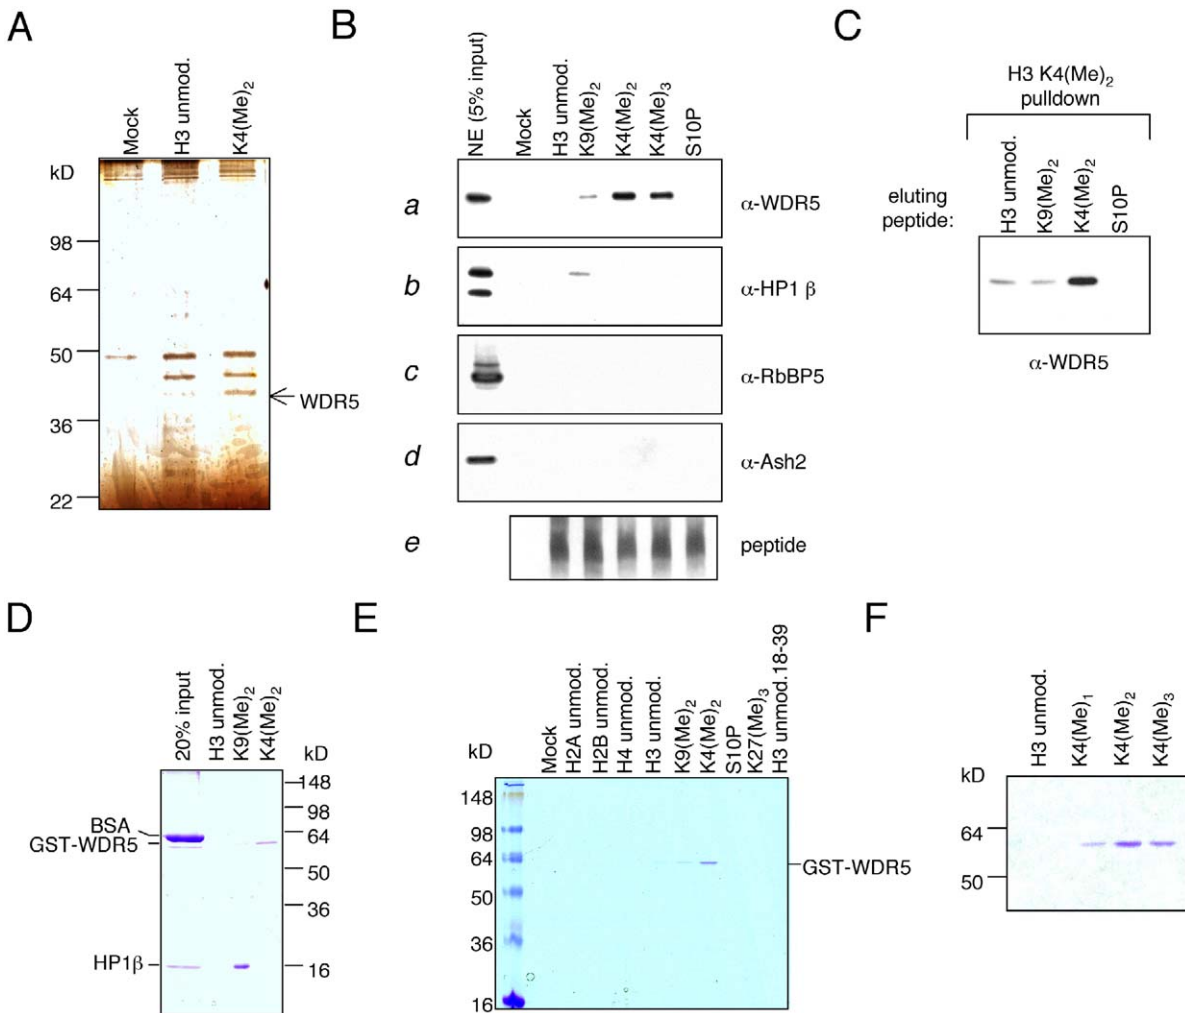 A
Mock
H3 unmod.
K4(Me)2
kD
98
64
50
36
22
WDR5
B
NE (5% input)
Mock
H3 unmod.
K9(Me)2
K4(Me)2
K4(Me)3
S10P
a
α-WDR5
b
α-HP1 β
c
α-RbBP5
d
α-Ash2
e
peptide
C
H3 K4(Me)2
pulldown
eluting
peptide:
H3 unmod.
K9(Me)2
K4(Me)2
S10P
α-WDR5
D
20% input
H3 unmod.
K9(Me)2
K4(Me)2
kD
148
98
64
50
36
16
BSA
GST-WDR5
HP1β
E
kD
Mock
H2A unmod.
H2B unmod.
H4 unmod.
H3 unmod.
K9(Me)2
K4(Me)2
S10P
K27(Me)3
H3 unmod.18-39
148
98
64
50
36
16
GST-WDR5
F
kD
H3 unmod.
K4(Me)1
K4(Me)2
K4(Me)3
64
50